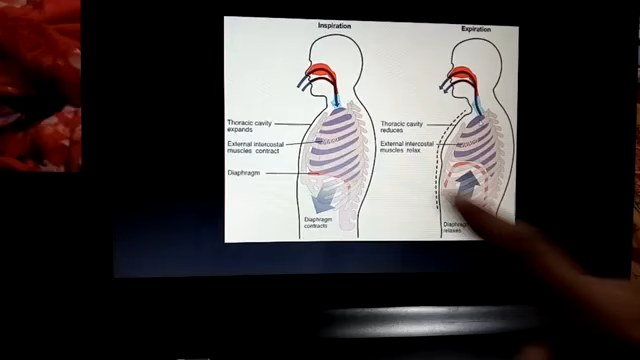 Inspiration
Thoracic cavity
expands
External intercostal
muscles contract
Diaphragm
Diaphragm
contracts
Expiration
Thoracic cavity
reduces
External intercostal
muscles relax
relaxes